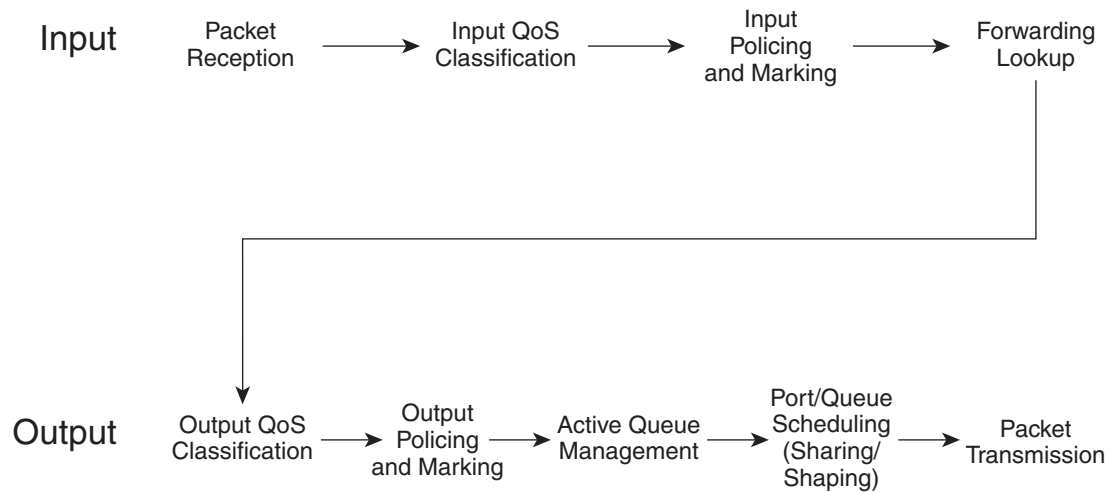 Input
Packet
Reception
Input QoS
Classification
Input
Policing
and Marking
Forwarding
Lookup
Output
Output QoS
Classification
Output
Policing
and Marking
Active Queue
Management
Port/Queue
Scheduling
(Sharing/
Shaping)
Packet
Transmission